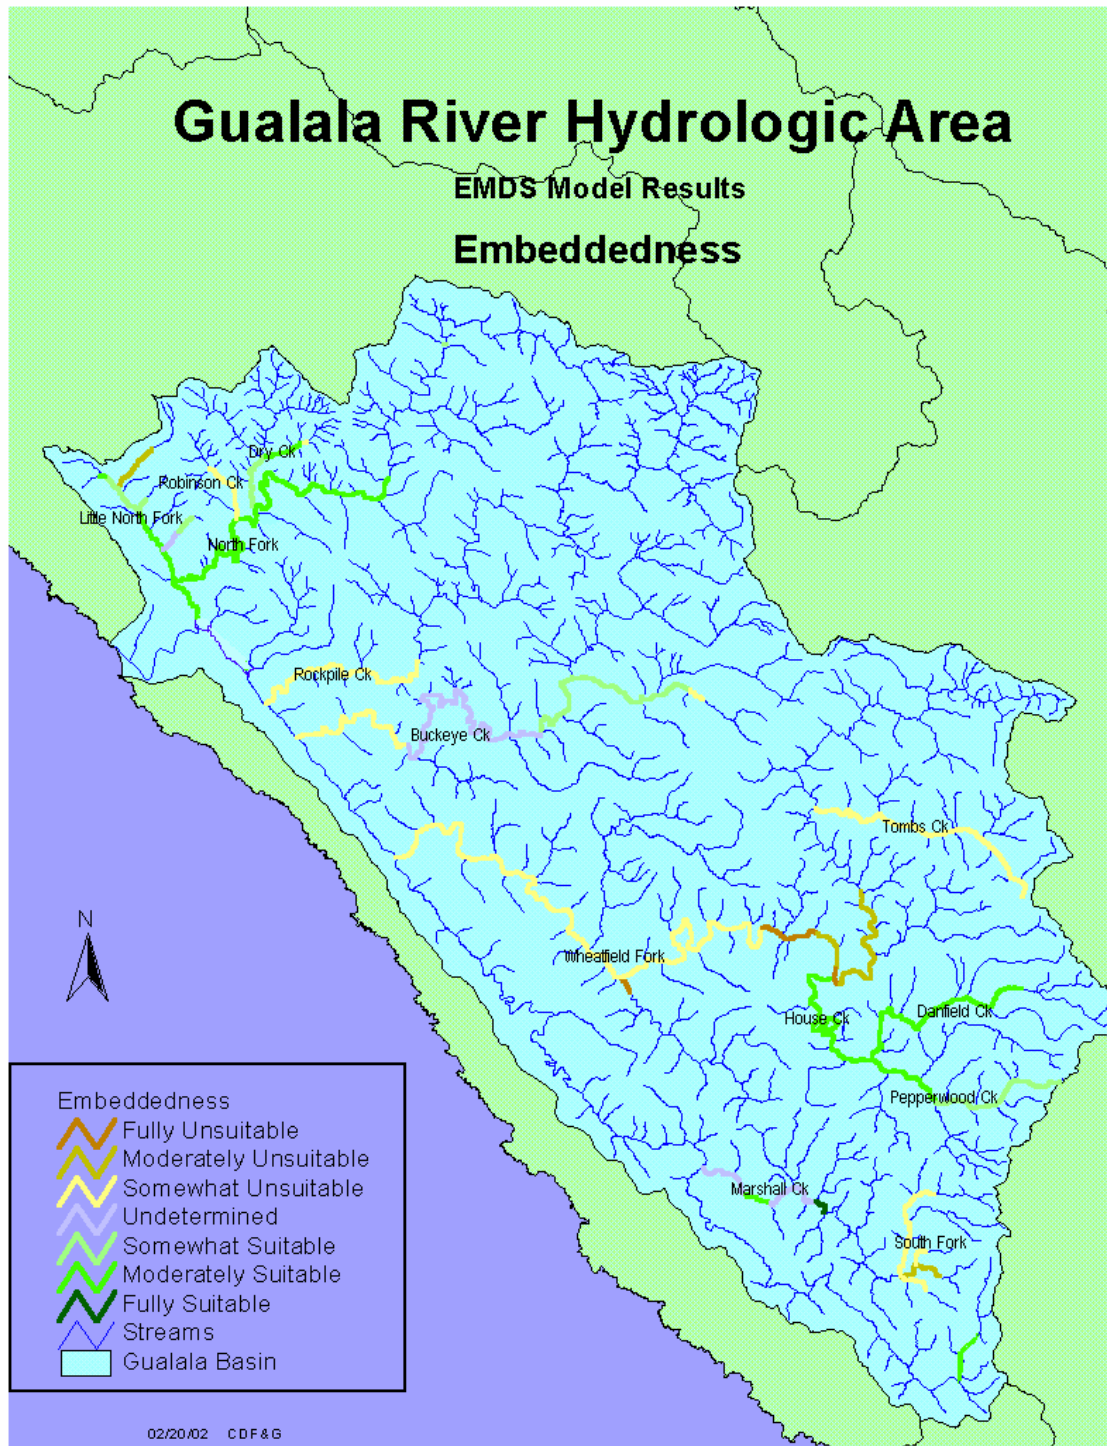 Gualala River Hydrologic Area
EMDS Model Results
Embeddedness
Dry Ck
Robinson Ck
Little North Fork
North Fork
Rockpile Ck
Buckeye Ck
Tombs Ck
N
Wheatfield Fork
House Ck
Danfield Ck
Pepperwood Ck
Marshall Ck
South Fork
Embeddedness
Fully Unsuitable
Moderately Unsuitable
Somewhat Unsuitable
Undetermined
Somewhat Suitable
Moderately Suitable
Fully Suitable
Streams
Gualala Basin
02/20/02 CDF&G